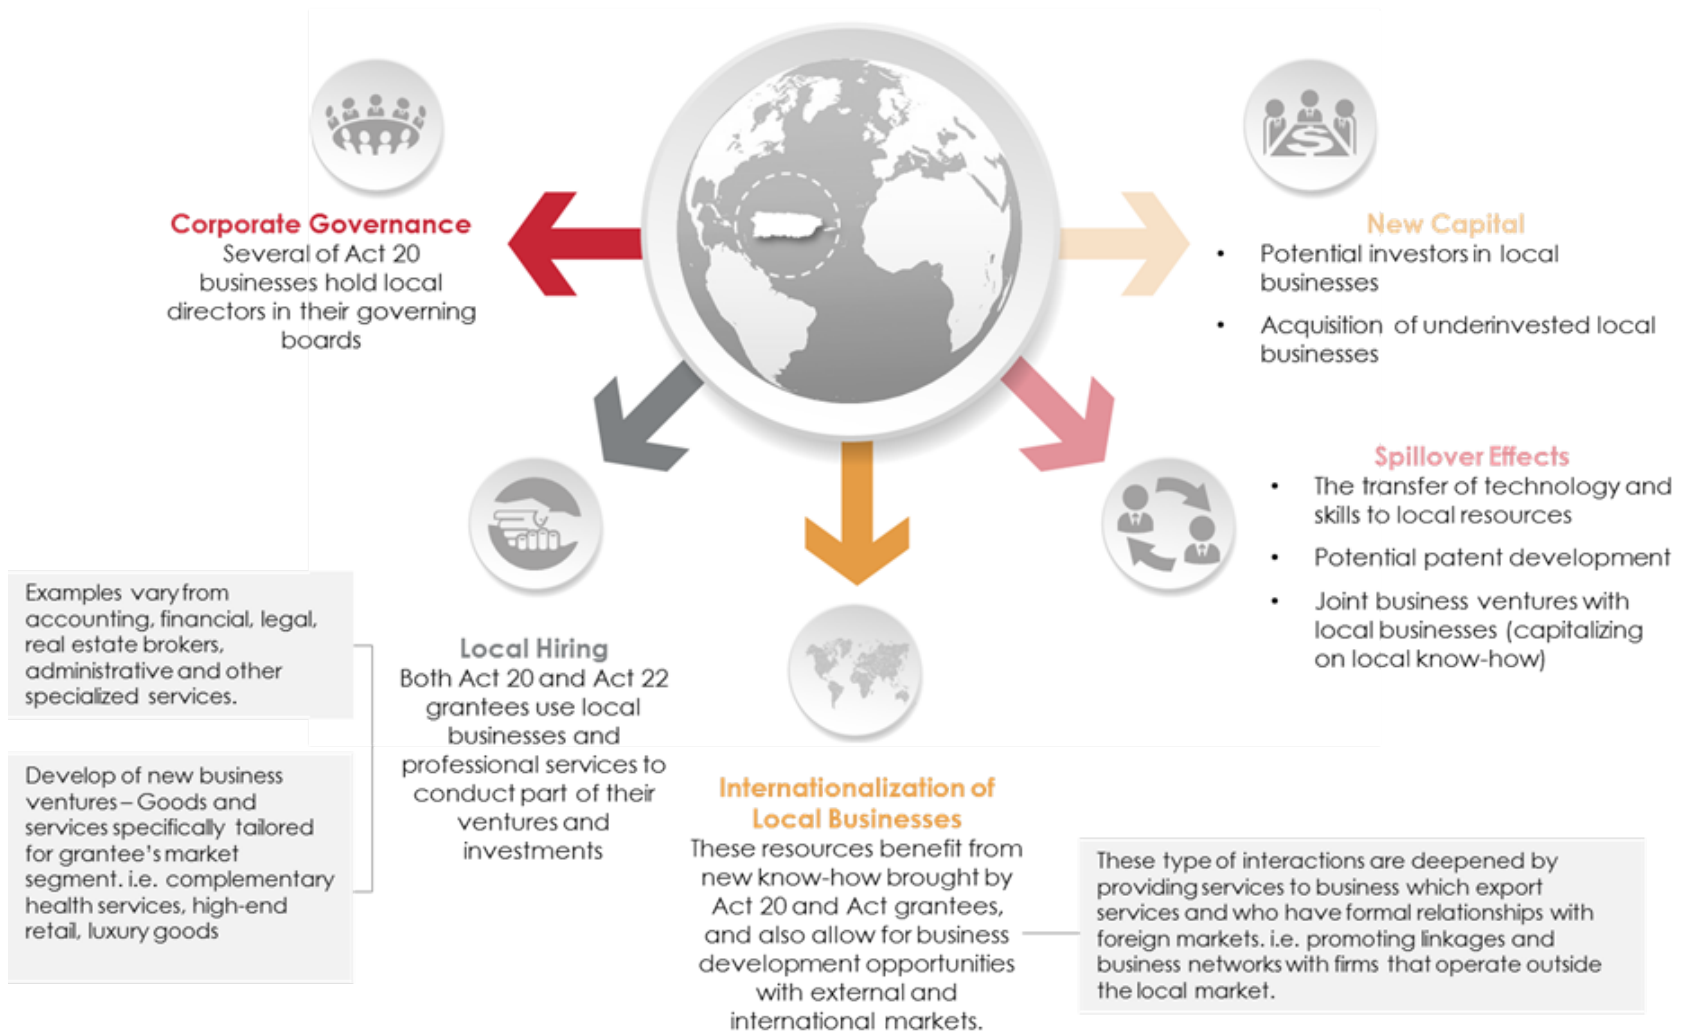 Corporate Governance
Several of Act 20
businesses hold local
directors in their governing
boards
New Capital
• Potential investors in local
businesses
• Acquisition of underinvested local
businesses
Spillover Effects
• The transfer of technology and
skills to local resources
• Potential patent development
• Joint business ventures with
local businesses (capitalizing
on local know-how)
Examples vary from
accounting, financial, legal,
real estate brokers,
administrative and other
specialized services.
Develop of new business
ventures – Goods and
services specifically tailored
for grantee's market
segment. i.e. complementary
health services, high-end
retail, luxury goods
Local Hiring
Both Act 20 and Act 22
grantees use local
businesses and
professional services to
conduct part of their
ventures and
investments
Internationalization of
Local Businesses
These resources benefit from
new know-how brought by
Act 20 and Act grantees,
and also allow for business
development opportunities
with external and
international markets.
These type of interactions are deepened by
providing services to business which export
services and who have formal relationships with
foreign markets. i.e. promoting linkages and
business networks with firms that operate outside
the local market.